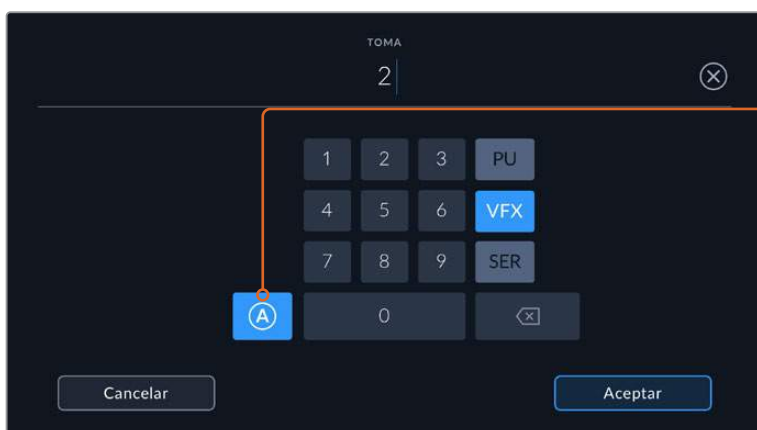 TOMA
2
1 2 3 PU
4 5 6 VFX
7 8 9 SER
A 0
Cancelar Aceptar